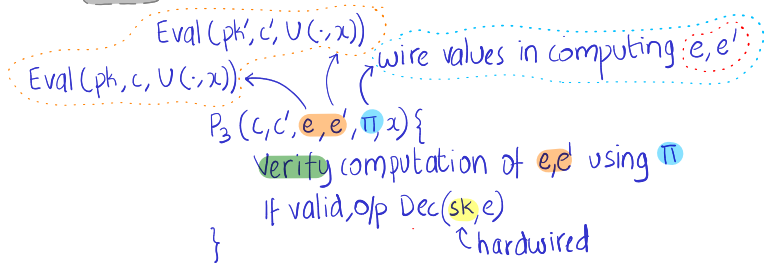 Eval(pk', c', U(·,x))
Eval(pk, c, U(·,x))
wire values in computing e, e'
P₃(c,c', e, e', π, x){
Verify computation of e,e' using π
If valid, o/p Dec(sk, e)
hardwired
}